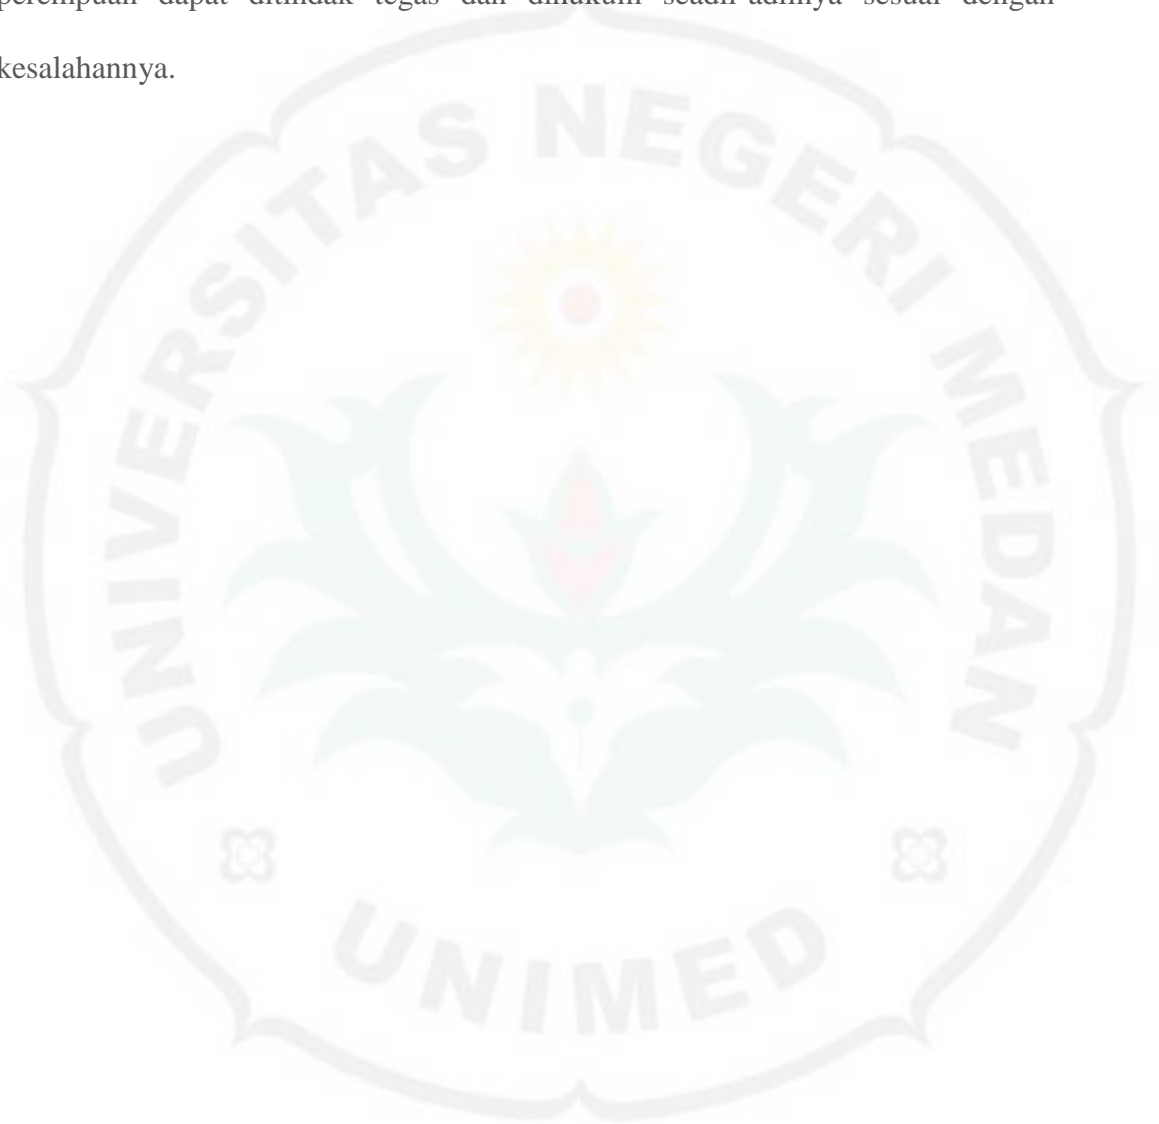 perempuan dapat ditindak tegas dan dihukum seadil-adilnya sesuai dengan
kesalahannya.
UNIVERSITAS NEGERI MEDAN
UNIMED